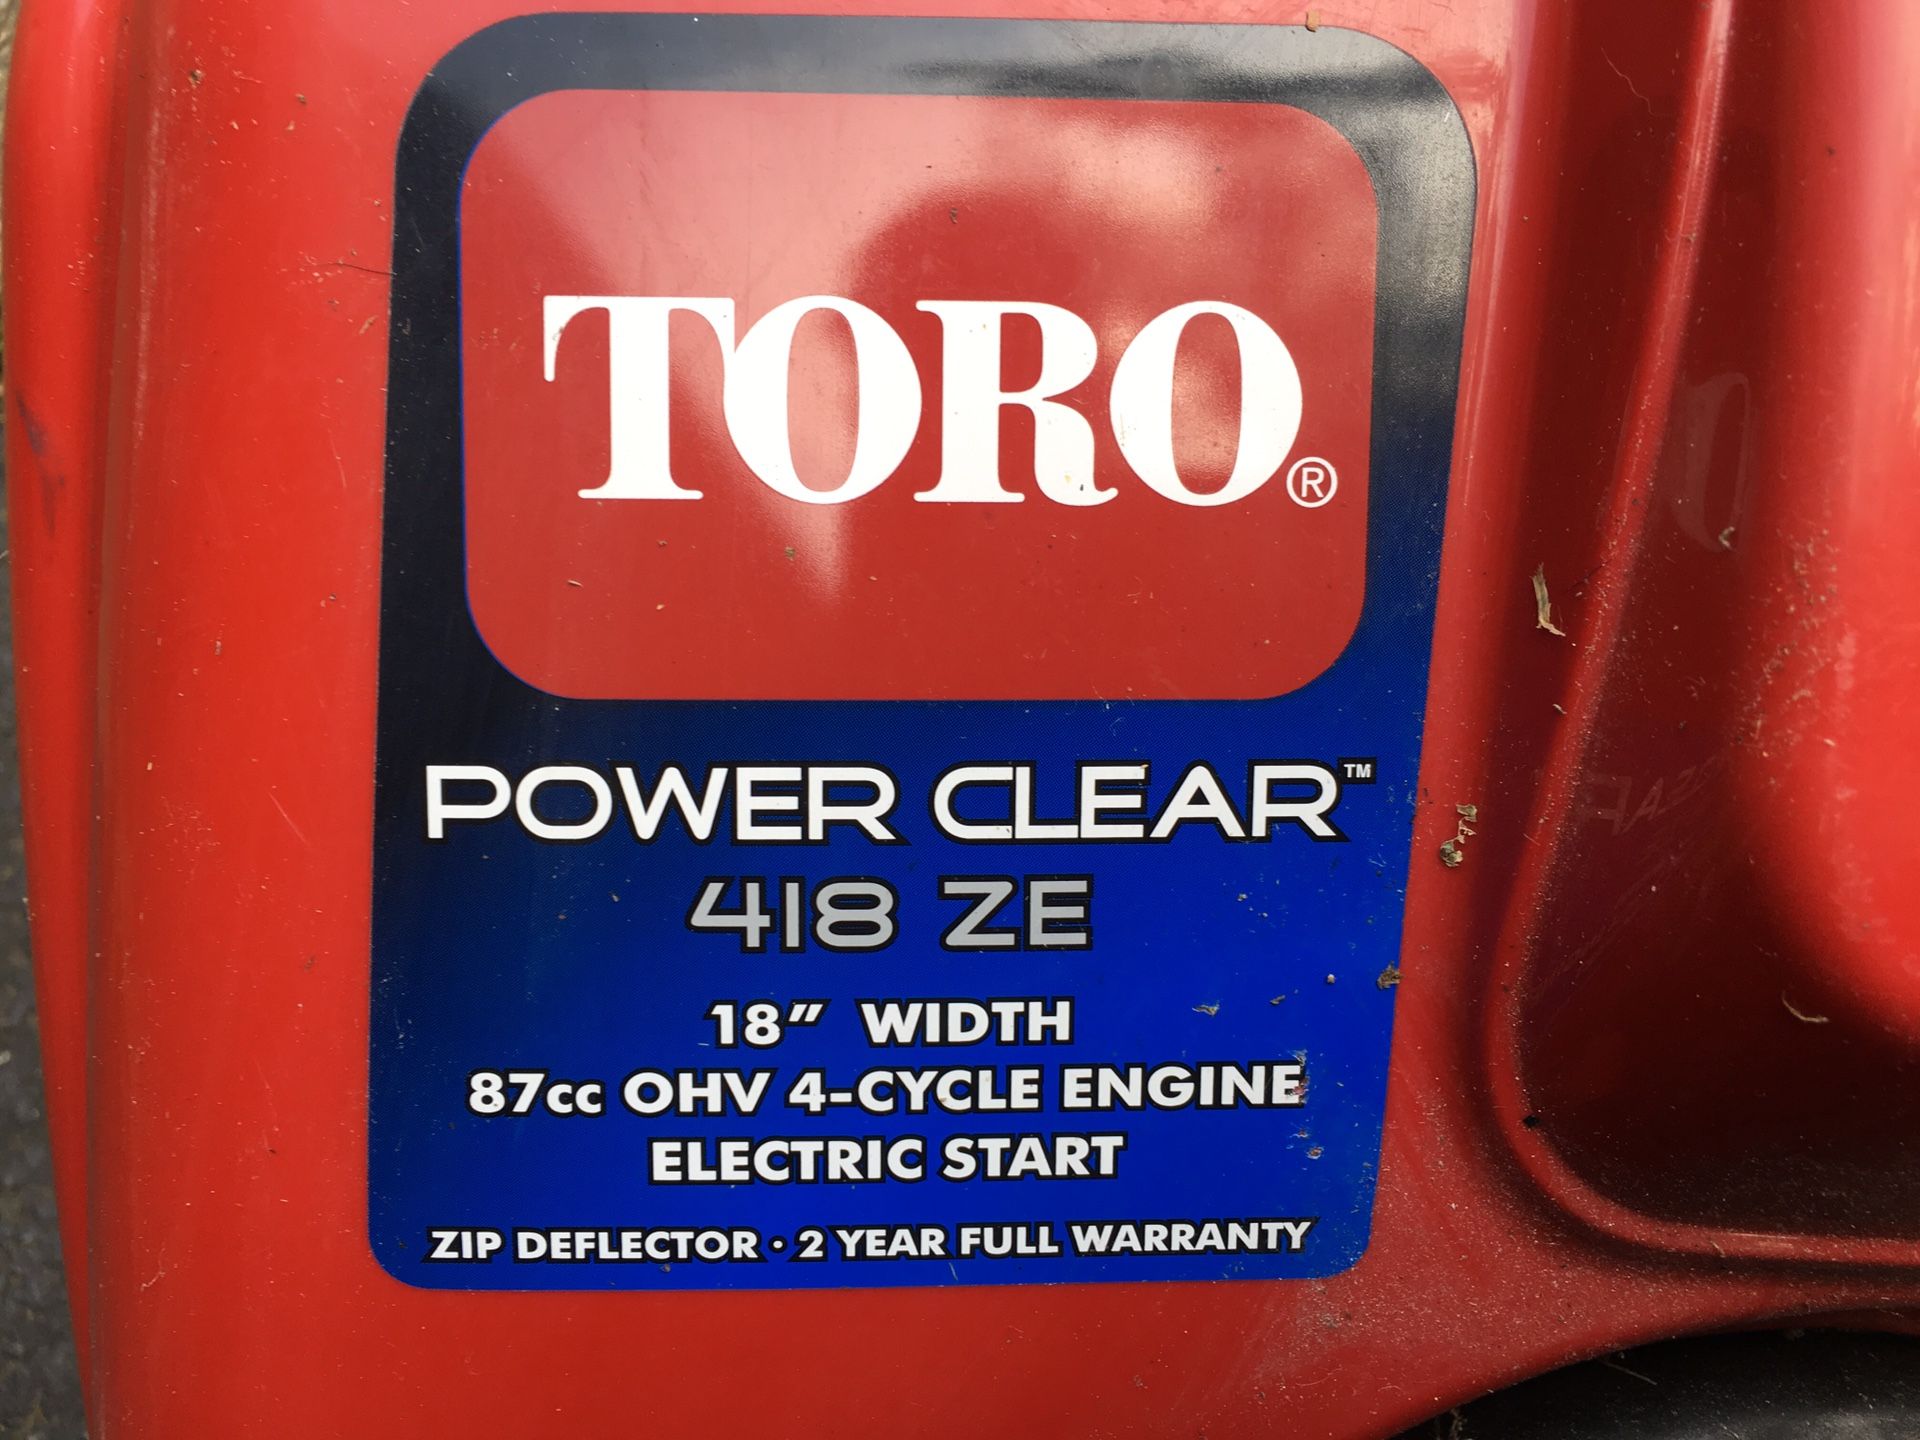 TORO®
POWER CLEAR™
418 ZE
18" WIDTH
87cc OHV 4-CYCLE ENGINE
ELECTRIC START
ZIP DEFLECTOR • 2 YEAR FULL WARRANTY